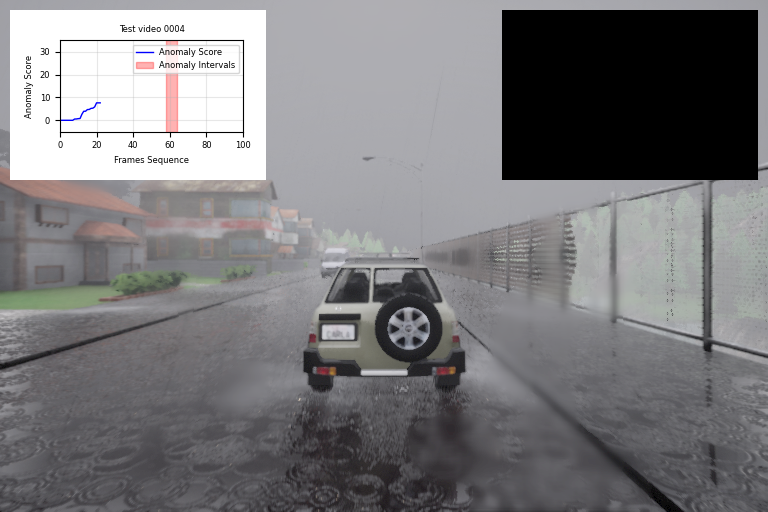 Test video 0004
Anomaly Score
30
20
10
0
Anomaly Score
Anomaly Intervals
0 20 40 60 80 100
Frames Sequence
CARLA